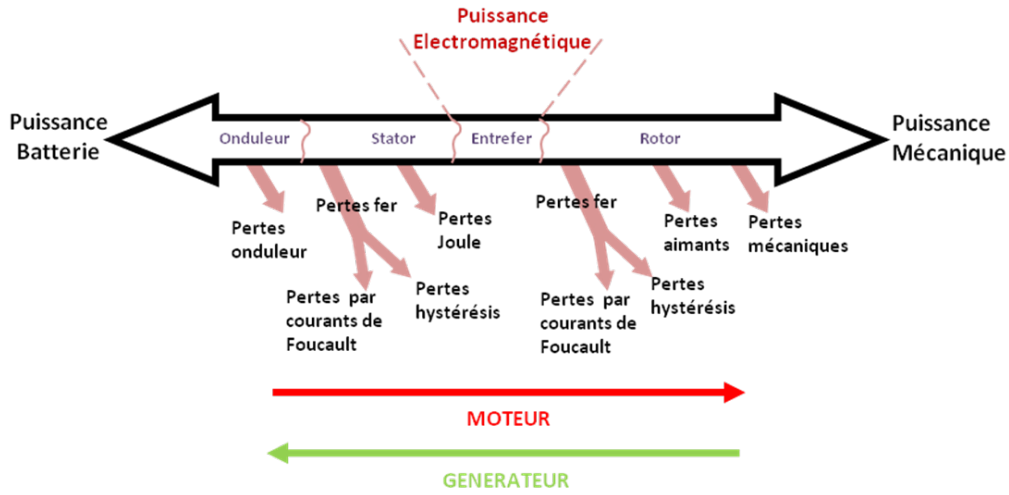 Puissance
Electromagnétique
Puissance
Batterie
Onduleur
Stator
Entrefer
Rotor
Puissance
Mécanique
Pertes
onduleur
Pertes fer
Pertes
Joule
Pertes par
courants de
Foucault
Pertes
hystérésis
Pertes fer
Pertes
aimants
Pertes
mécaniques
Pertes par
courants de
Foucault
Pertes
hystérésis
MOTEUR
GENERATEUR